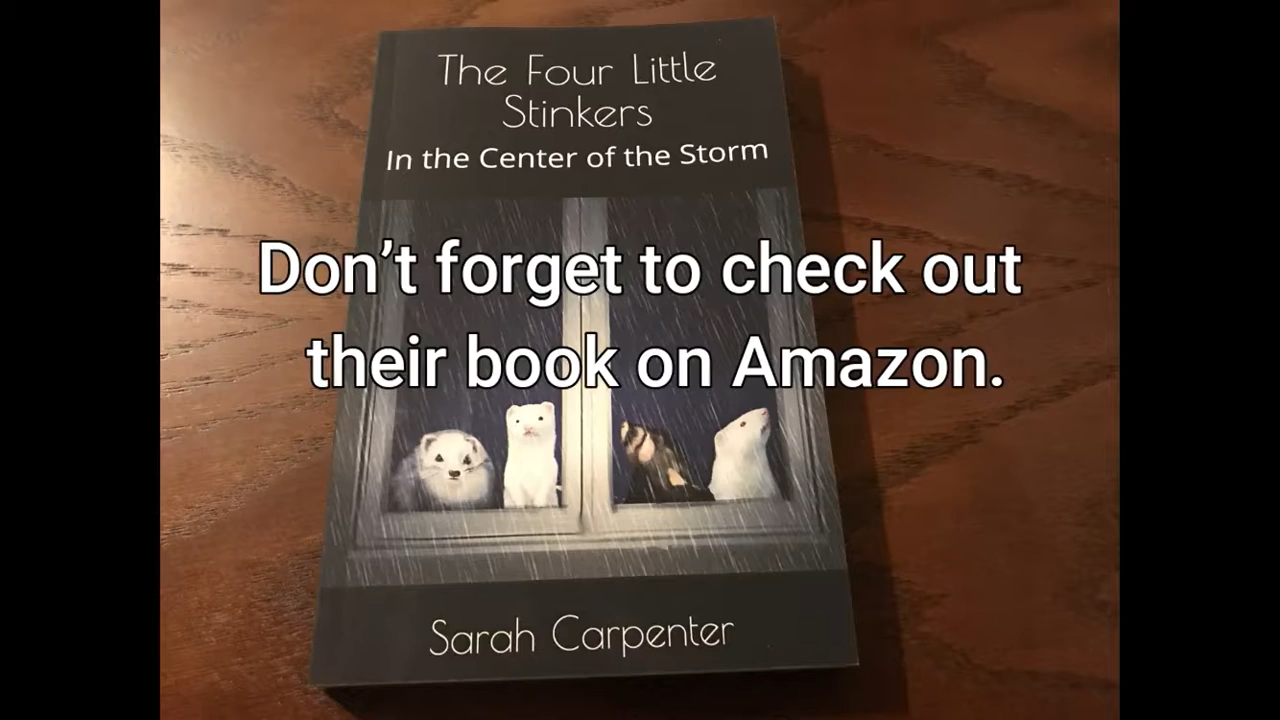 The Four Little
Stinkers
In the Center of the Storm
Don’t forget to check out
their book on Amazon.
Sarah Carpenter